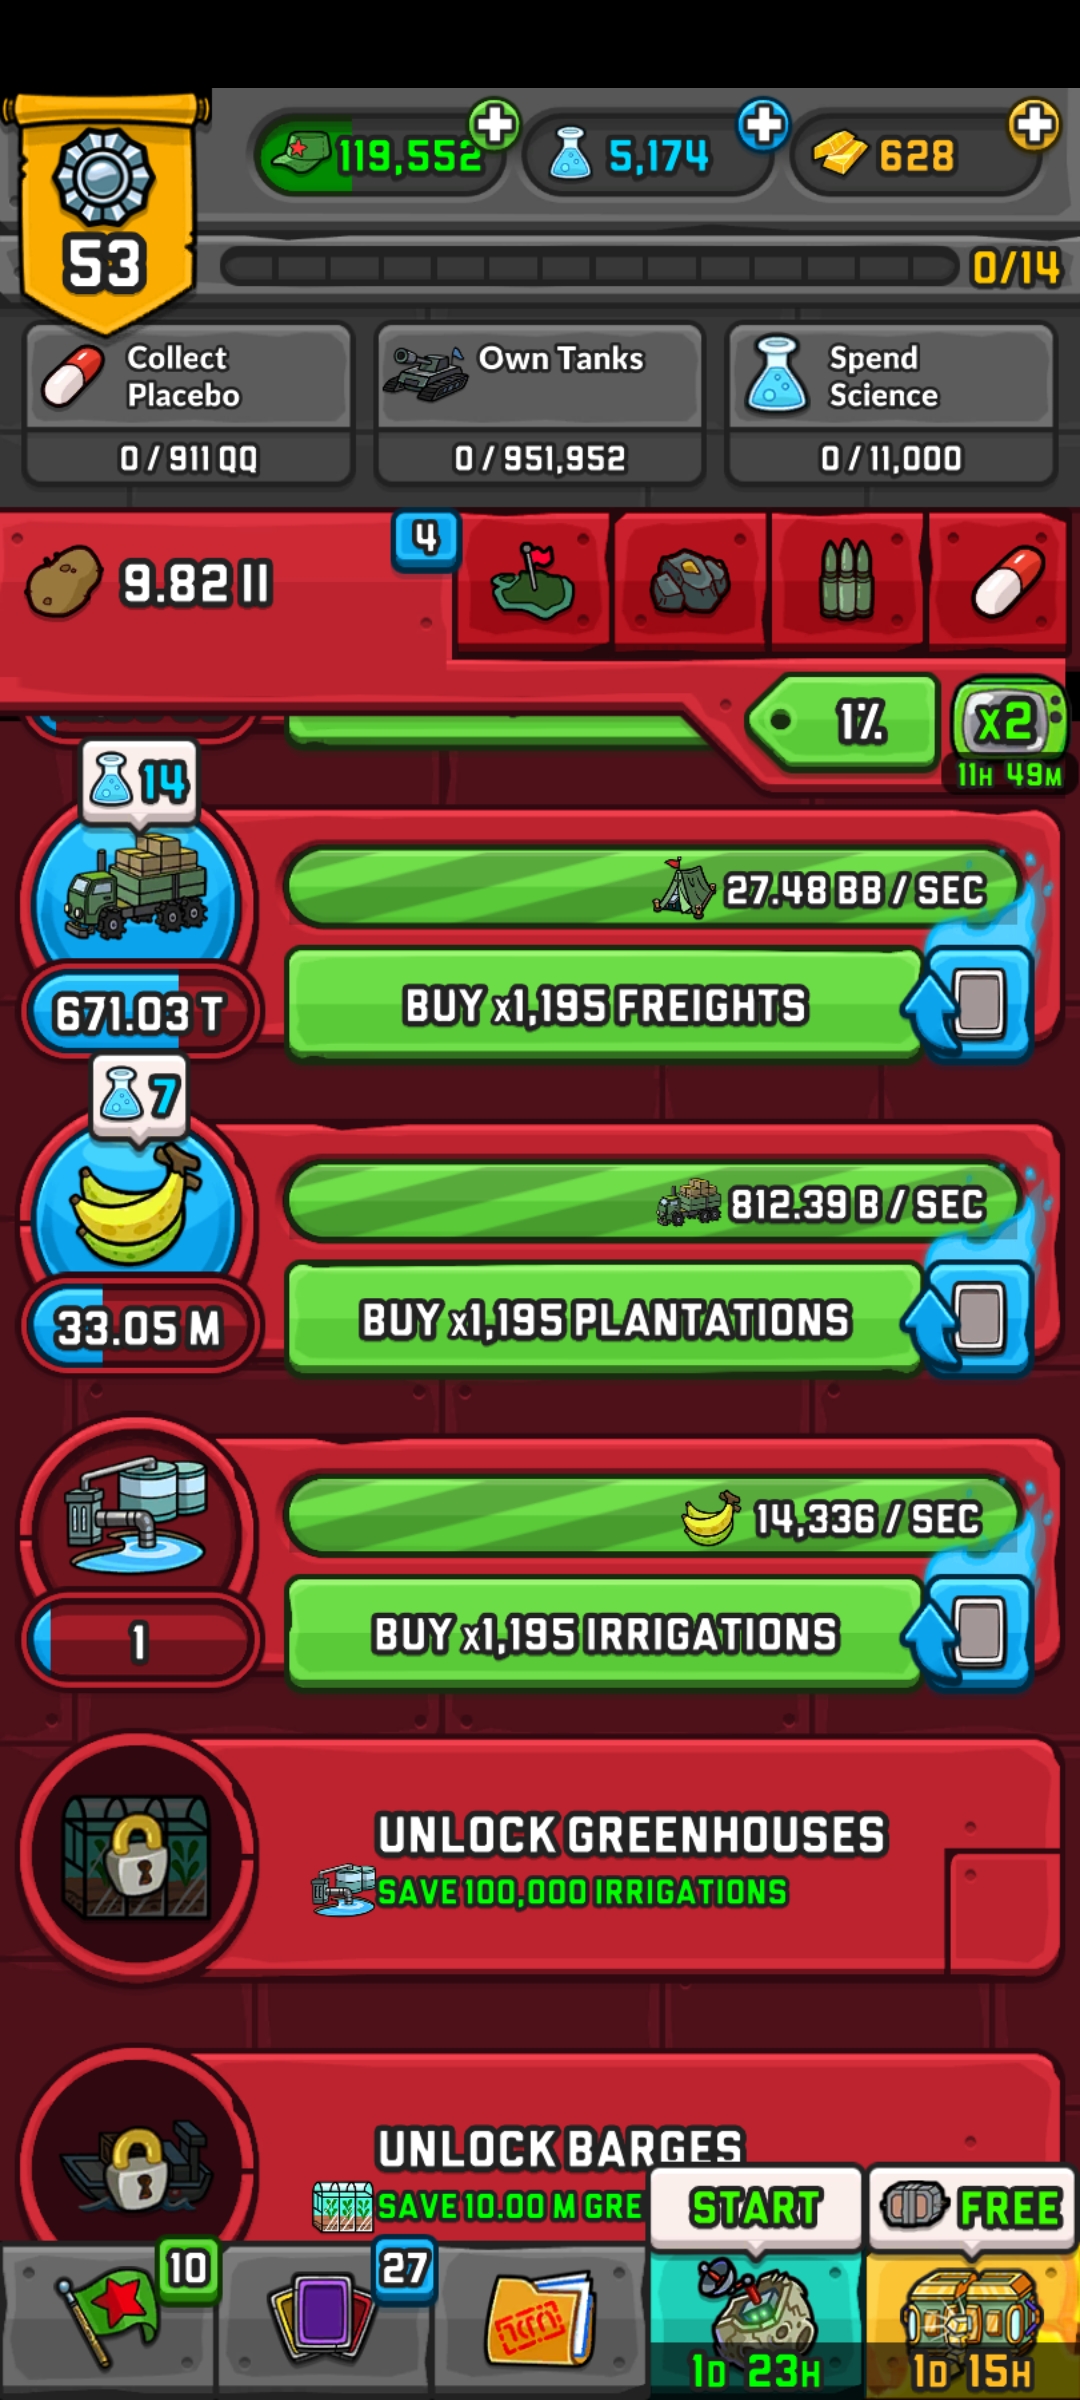 119,552
5,174
628
53
0/14
Collect
Placebo
0 / 911 QQ
Own Tanks
0 / 951,952
Spend
Science
0 / 11,000
9.82 II
4
1%
x2
11H 49M
14
27.48 BB / SEC
671.03 T
BUY x1,195 FREIGHTS
7
812.39 B / SEC
33.05 M
BUY x1,195 PLANTATIONS
14,336 / SEC
1
BUY x1,195 IRRIGATIONS
UNLOCK GREENHOUSES
SAVE 100,000 IRRIGATIONS
UNLOCK BARGES
SAVE 10.00 M GRE
START
FREE
10
27
1D 23H
1D 15H